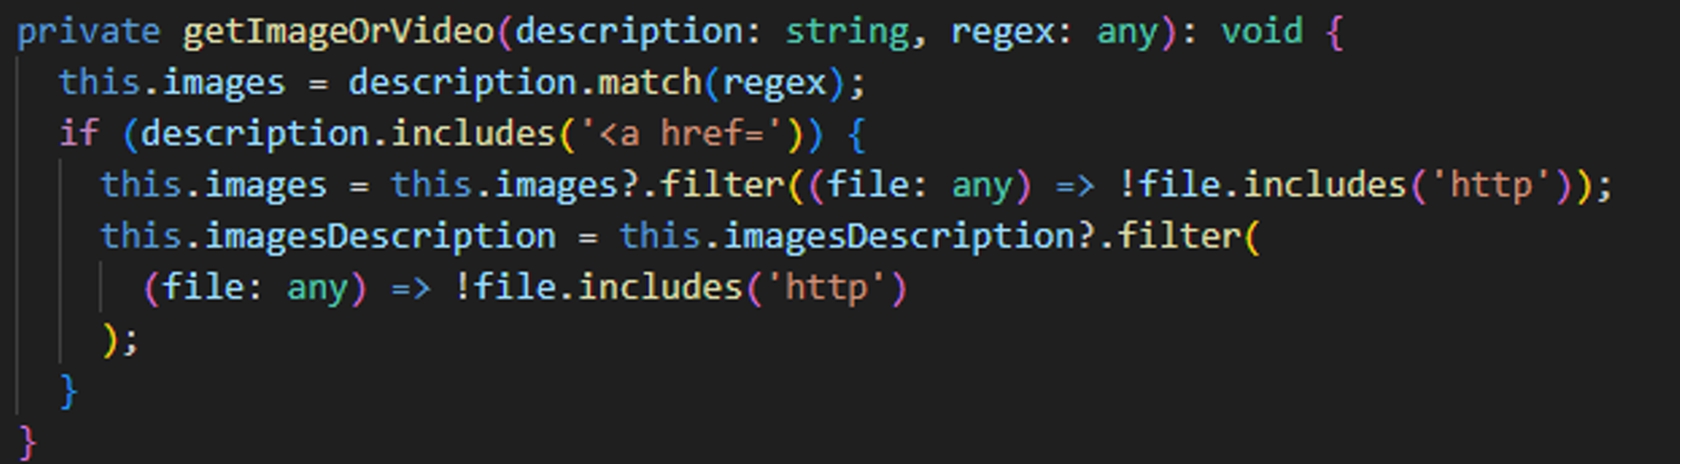 private getImageOrVideo(description: string, regex: any): void {
this.images = description.match(regex);
if (description.includes('<a href=')) {
this.images = this.images?.filter((file: any) => !file.includes('http'));
this.imagesDescription = this.imagesDescription?.filter(
(file: any) => !file.includes('http')
);
}
}